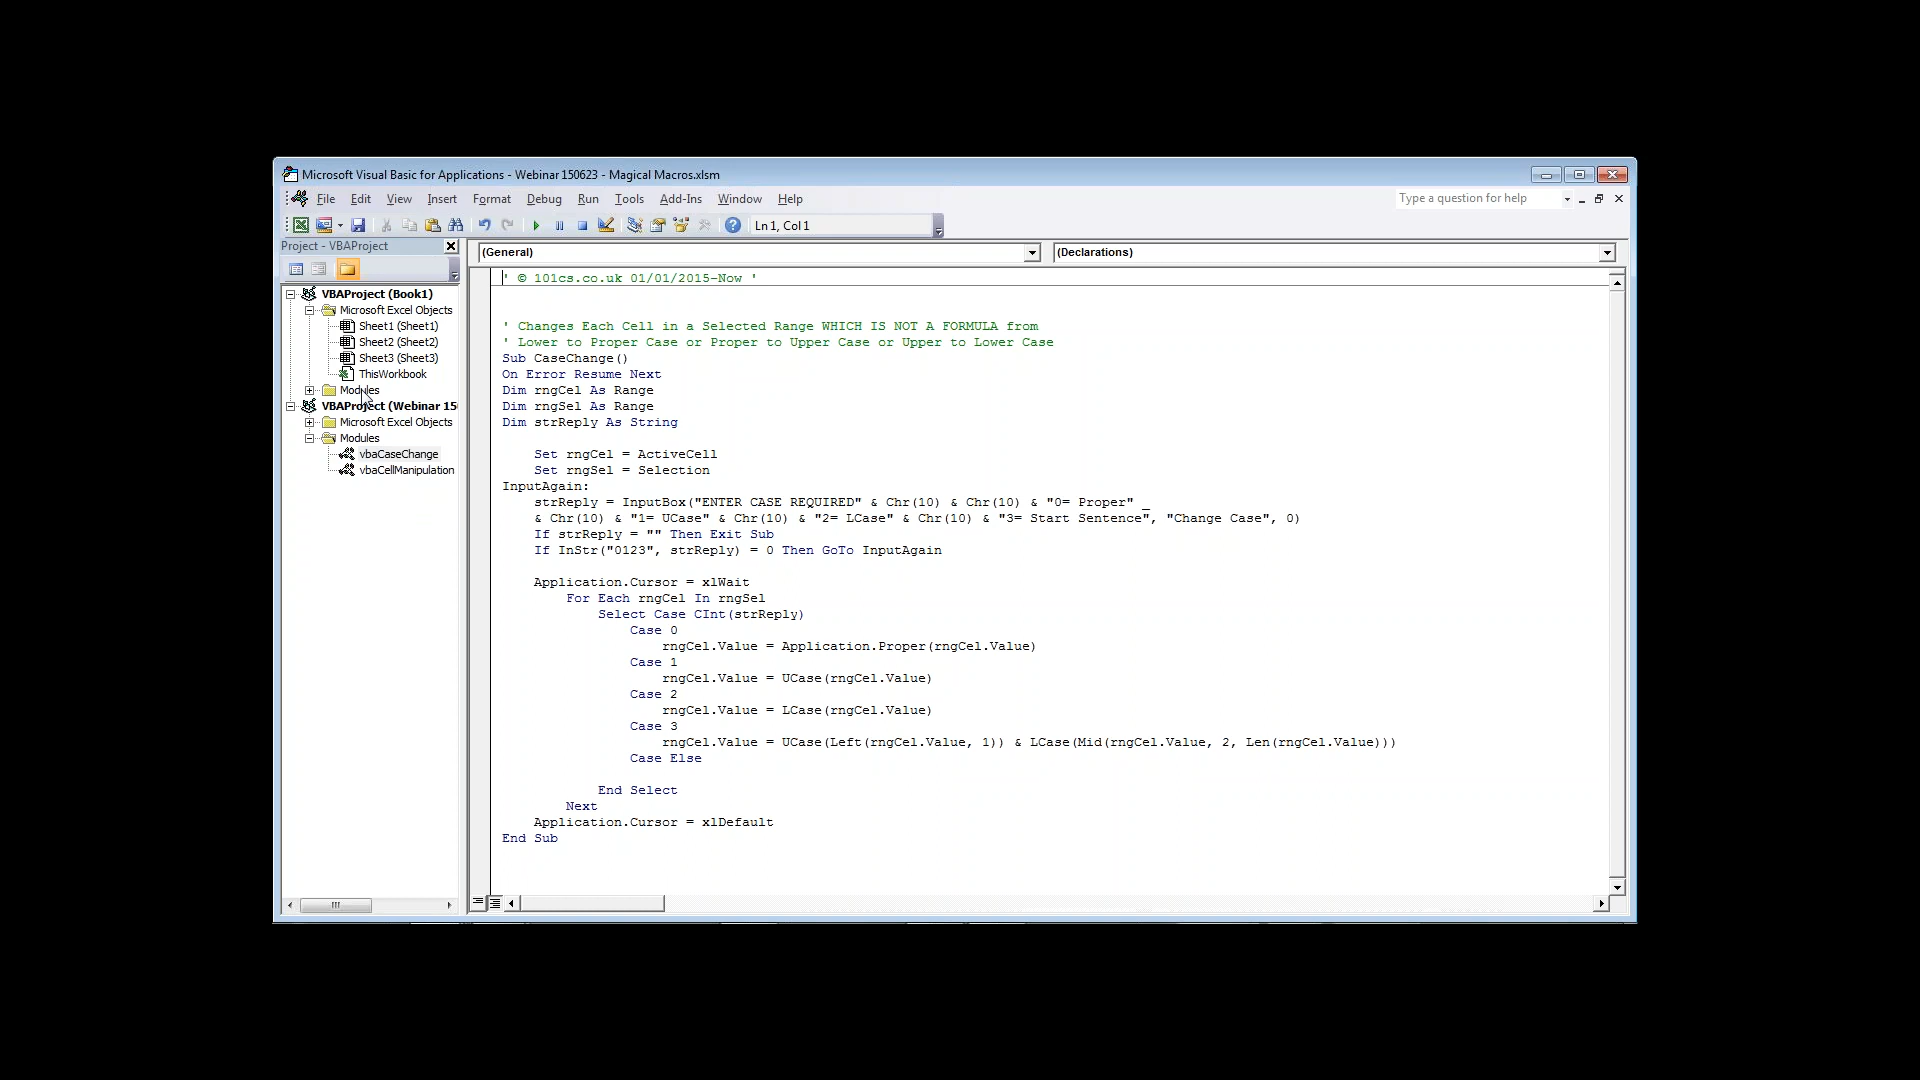 Microsoft Visual Basic for Applications - Webinar 150623 - Magical Macros.xlsm
File Edit View Insert Format Debug Run Tools Add-Ins Window Help
Type a question for help
Ln 1, Col 1
Project - VBAProject
(General)
(Declarations)
VBAProject (Book1)
Microsoft Excel Objects
Sheet1 (Sheet1)
Sheet2 (Sheet2)
Sheet3 (Sheet3)
ThisWorkbook
Modules
VBAProject (Webinar 15
Microsoft Excel Objects
Modules
vbaCaseChange
vbaCellManipulation
' © 101cs.co.uk 01/01/2015-Now '
' Changes Each Cell in a Selected Range WHICH IS NOT A FORMULA from
' Lower to Proper Case or Proper to Upper Case or Upper to Lower Case
Sub CaseChange()
On Error Resume Next
Dim rngCel As Range
Dim rngSel As Range
Dim strReply As String
Set rngCel = ActiveCell
Set rngSel = Selection
InputAgain:
strReply = InputBox("ENTER CASE REQUIRED" & Chr(10) & Chr(10) & "0= Proper" _
& Chr(10) & "1= UCase" & Chr(10) & "2= LCase" & Chr(10) & "3= Start Sentence", "Change Case", 0)
If strReply = "" Then Exit Sub
If InStr("0123", strReply) = 0 Then GoTo InputAgain
Application.Cursor = xlWait
For Each rngCel In rngSel
Select Case CInt(strReply)
Case 0
rngCel.Value = Application.Proper(rngCel.Value)
Case 1
rngCel.Value = UCase(rngCel.Value)
Case 2
rngCel.Value = LCase(rngCel.Value)
Case 3
rngCel.Value = UCase(Left(rngCel.Value, 1)) & LCase(Mid(rngCel.Value, 2, Len(rngCel.Value)))
Case Else
End Select
Next
Application.Cursor = xlDefault
End Sub